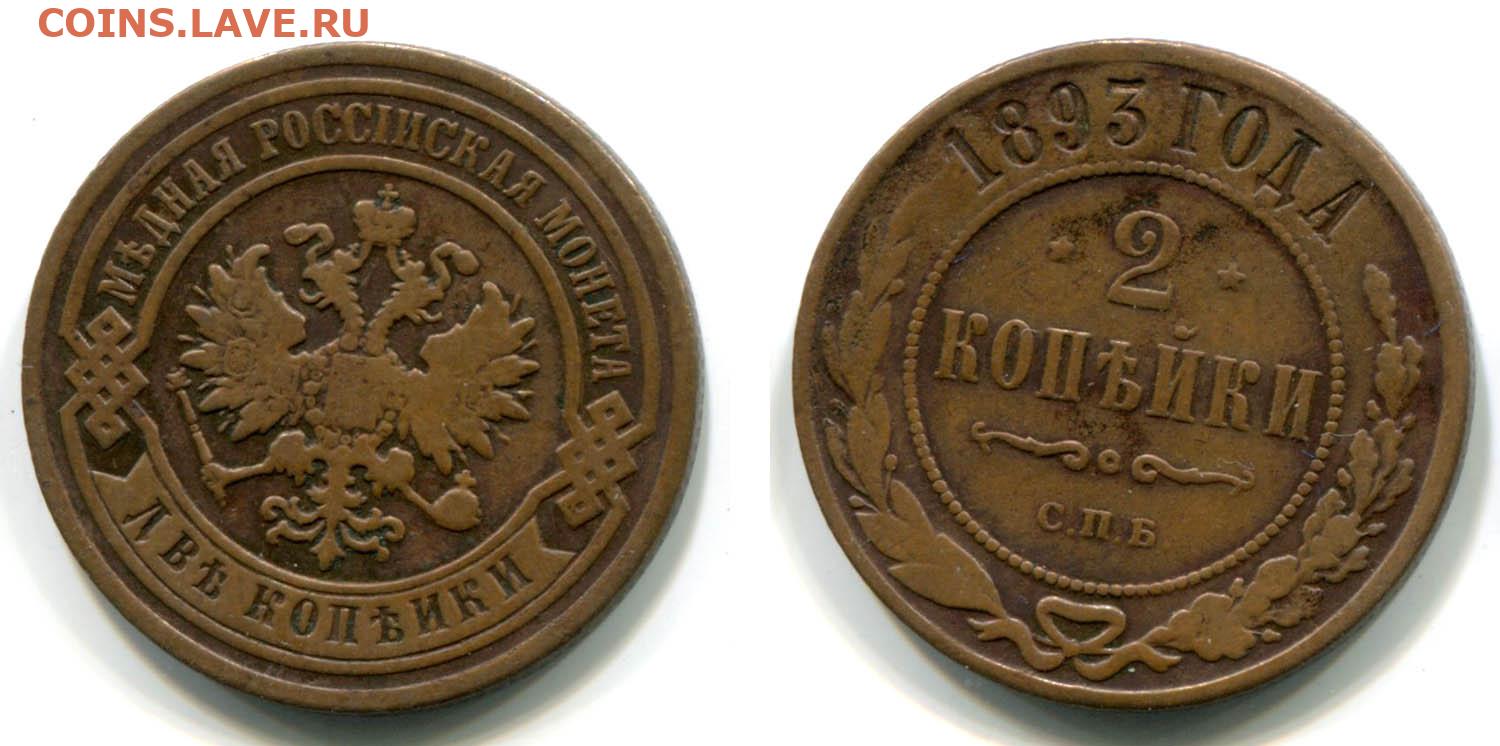 COINS.LAVE.RU
МѢДНАЯ РОССІЙСКАЯ МОНЕТА
ДВѢ КОПѢЙКИ
1893 ГОДА
2
КОПѢЙКИ
С.П.Б